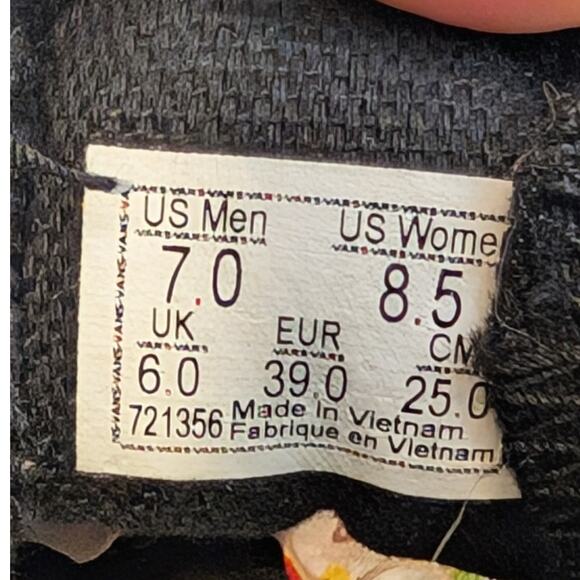 US Men US Wome
7.0 8.5
UK EUR CM
6.0 39.0 25.0
721356 Made in Vietnam
Fabrique en Vietnam